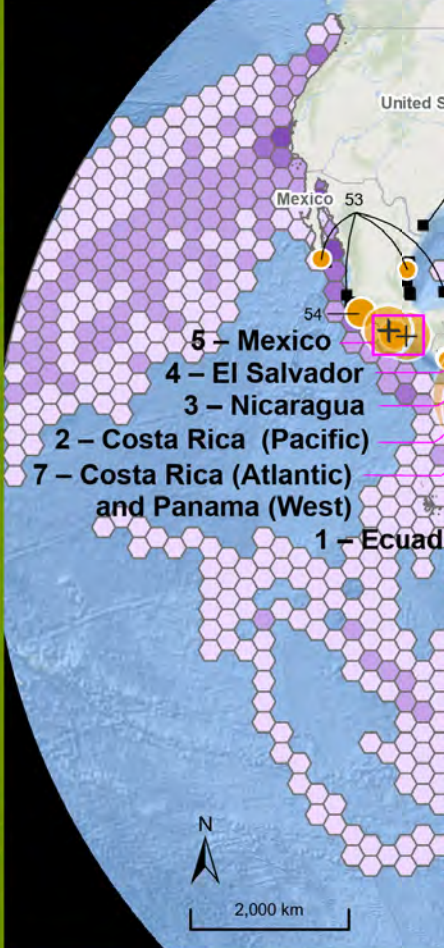 United S
Mexico
53
54
5 – Mexico
4 – El Salvador
3 – Nicaragua
2 – Costa Rica (Pacific)
7 – Costa Rica (Atlantic)
and Panama (West)
1 – Ecuad
N
2,000 km